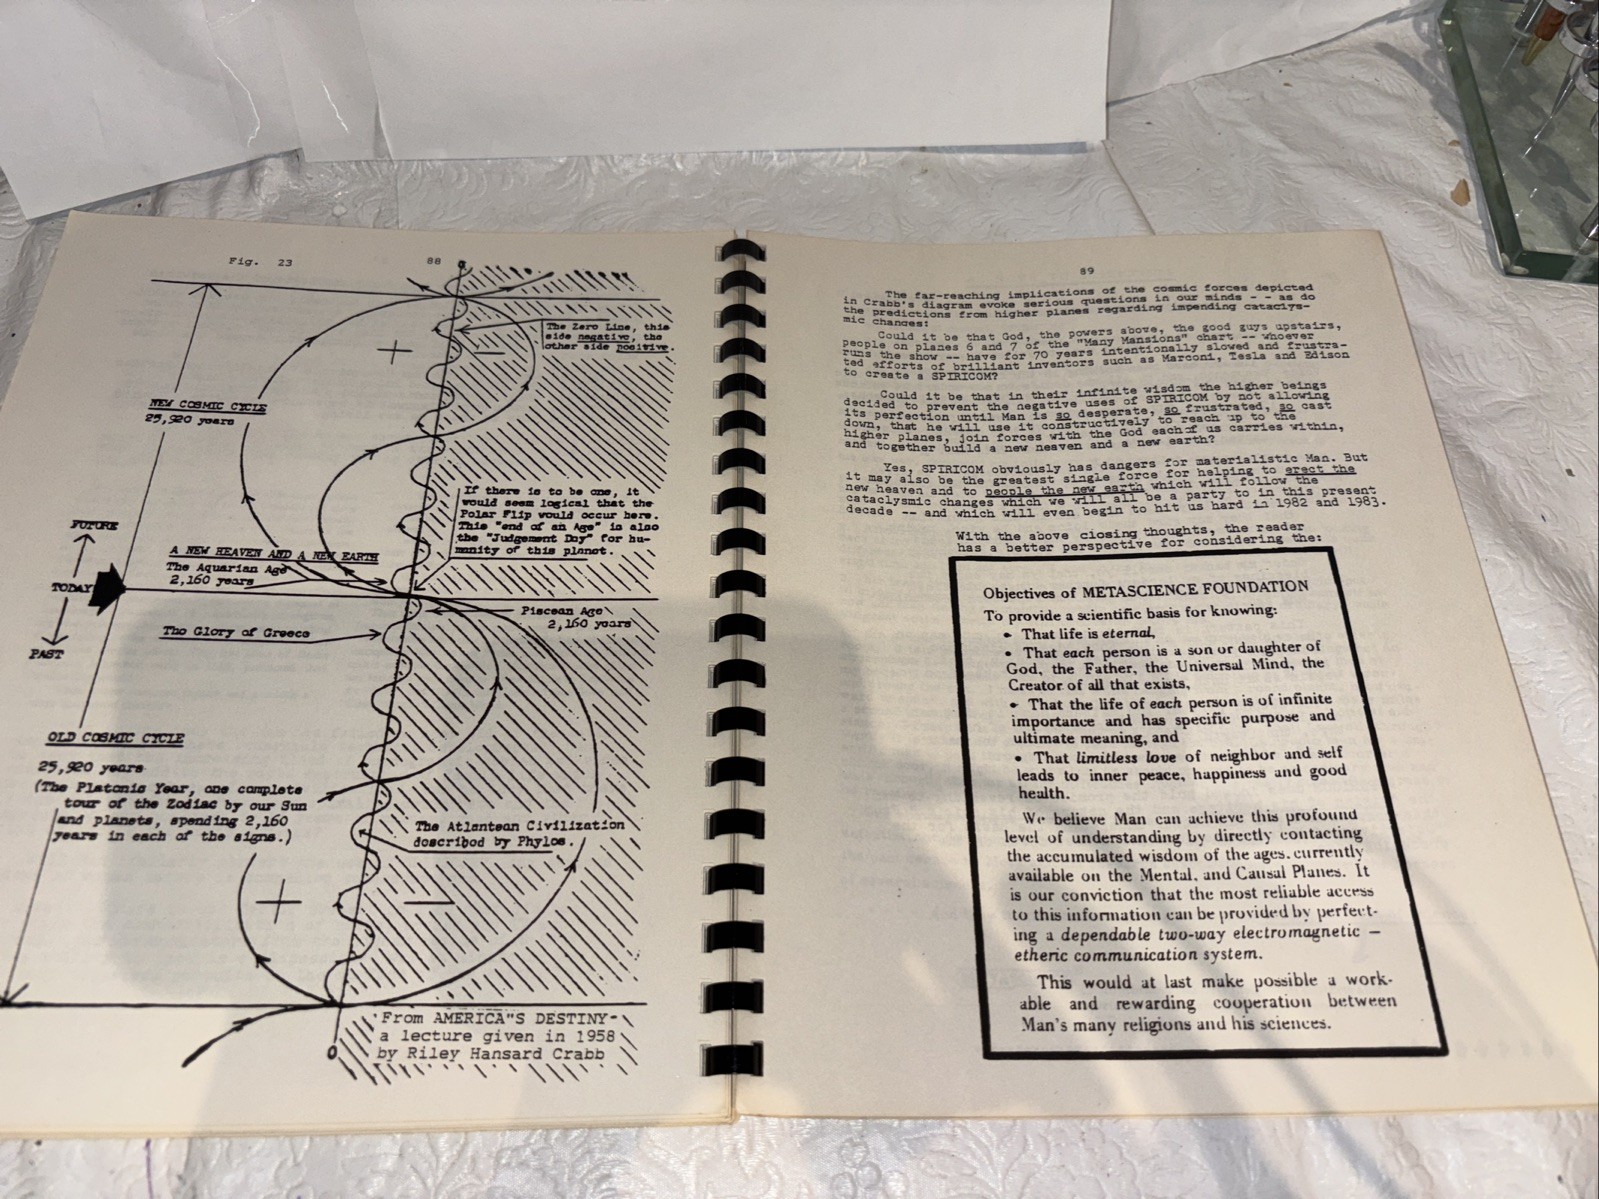 Fig. 23
88
The Zero Line, this
side negative, the
other side positive.
+
—
NEW COSMIC CYCLE
25,920 years
If there is to be one, it
would seem logical that the
Polar Flip would occur here.
This "end of an Age" is also
the "Judgement Day" for hu-
manity of this planet.
FUTURE
A NEW HEAVEN AND A NEW EARTH
The Aquarian Age
2,160 years
TODAY
Piscean Age
2,160 years
The Glory of Greece
PAST
OLD COSMIC CYCLE
25,920 years
(The Platonis Year, one complete
tour of the Zodiac by our Sun
and planets, spending 2,160
years in each of the signs.)
The Atlantean Civilization
described by Phylos.
+
—
From AMERICA"S DESTINY-
a lecture given in 1958
by Riley Hansard Crabb
89
The far-reaching implications of the cosmic forces depicted
in Crabb's diagram evoke serious questions in our minds - - as do
the predictions from higher planes regarding impending cataclys-
mic changes:
Could it be that God, the powers above, the good guys upstairs,
people on planes 6 and 7 of the "Many Mansions" chart -- whoever
runs the show -- have for 70 years intentionally slowed and frustra-
ted efforts of brilliant inventors such as Marconi, Tesla and Edison
to create a SPIRICOM?
Could it be that in their infinite wisdom the higher beings
decided to prevent the negative uses of SPIRICOM by not allowing
its perfection until Man is so desperate, so frustrated, so cast
down, that he will use it constructively to reach up to the
higher planes, join forces with the God each of us carries within,
and together build a new neaven and a new earth?
Yes, SPIRICOM obviously has dangers for materialistic Man. But
it may also be the greatest single force for helping to erect the
new heaven and to people the new earth which will follow the
cataclysmic changes which we will all be a party to in this present
decade -- and which will even begin to hit us hard in 1982 and 1983.
With the above closing thoughts, the reader
has a better perspective for considering the:
Objectives of METASCIENCE FOUNDATION
To provide a scientific basis for knowing:
• That life is eternal,
• That each person is a son or daughter of
God, the Father, the Universal Mind, the
Creator of all that exists,
• That the life of each person is of infinite
importance and has specific purpose and
ultimate meaning, and
• That limitless love of neighbor and self
leads to inner peace, happiness and good
health.
We believe Man can achieve this profound
level of understanding by directly contacting
the accumulated wisdom of the ages. currently
available on the Mental, and Causal Planes. It
is our conviction that the most reliable access
to this information can be provided by perfect-
ing a dependable two-way electromagnetic –
etheric communication system.
This would at last make possible a work-
able and rewarding cooperation between
Man's many religions and his sciences.